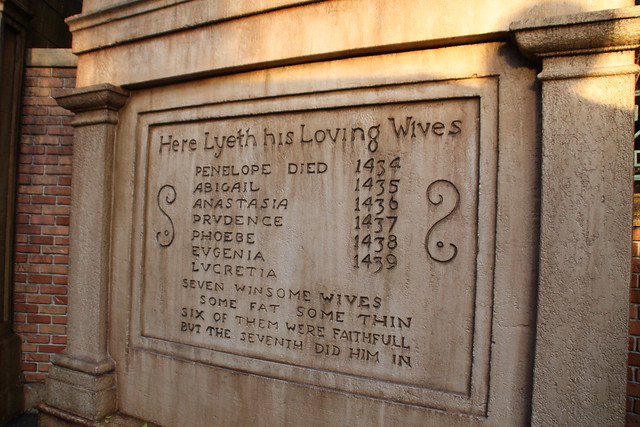 Here Lyeth his Loving Wives
PENELOPE DIED 1434
ABIGAIL 1435
ANASTASIA 1436
PRVDENCE 1437
PHOEBE 1438
EVGENIA 1439
LVCRETIA
SEVEN WINSOME WIVES
SOME FAT SOME THIN
SIX OF THEM WERE FAITHFULL
BUT THE SEVENTH DID HIM IN